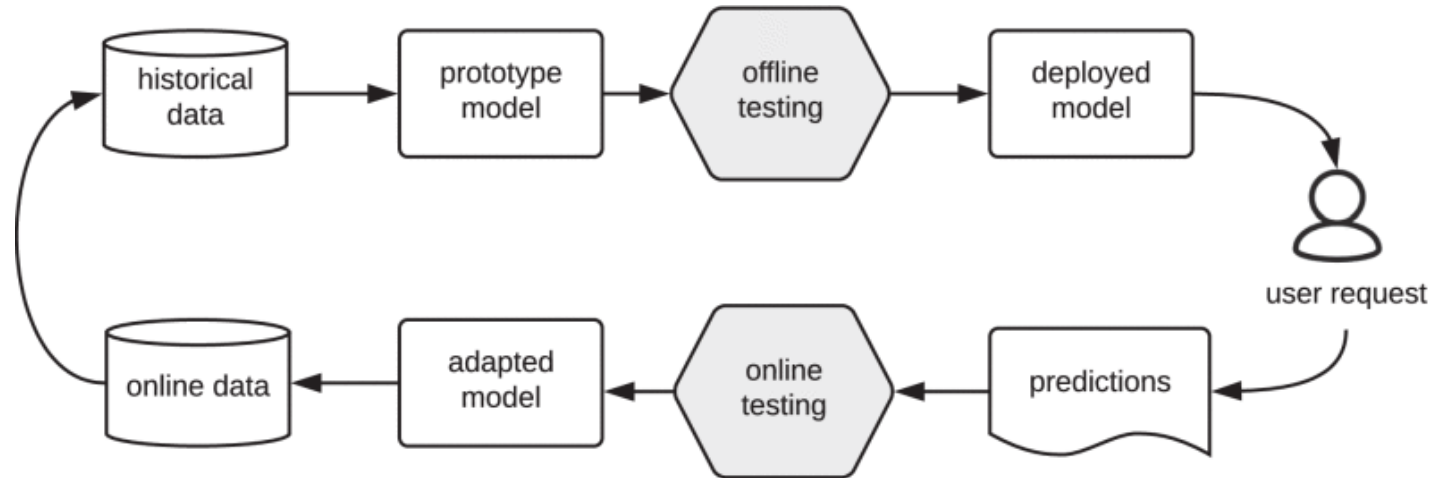 historical
data
prototype
model
offline
testing
deployed
model
user request
predictions
online
testing
adapted
model
online data